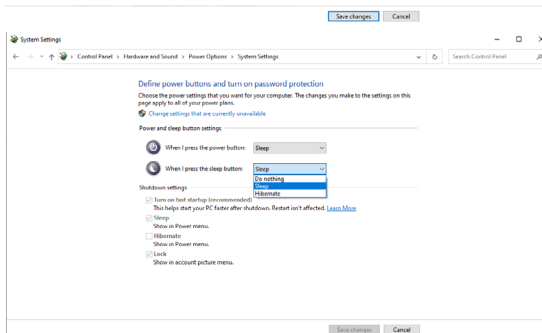 Save changes
Cancel
System Settings
Control Panel > Hardware and Sound > Power Options > System Settings
Search Control Panel
Define power buttons and turn on password protection
Choose the power settings that you want for your computer. The changes you make to the settings on this
page apply to all of your power plans.
Change settings that are currently unavailable
Power and sleep button settings
When I press the power button: Sleep
When I press the sleep button: Sleep
Do nothing
Sleep
Hibernate
Shutdown settings
Turn on fast startup (recommended)
This helps start your PC faster after shutdown. Restart isn't affected. Learn More
Sleep
Show in Power menu.
Hibernate
Show in Power menu.
Lock
Show in account picture menu.
Save changes
Cancel